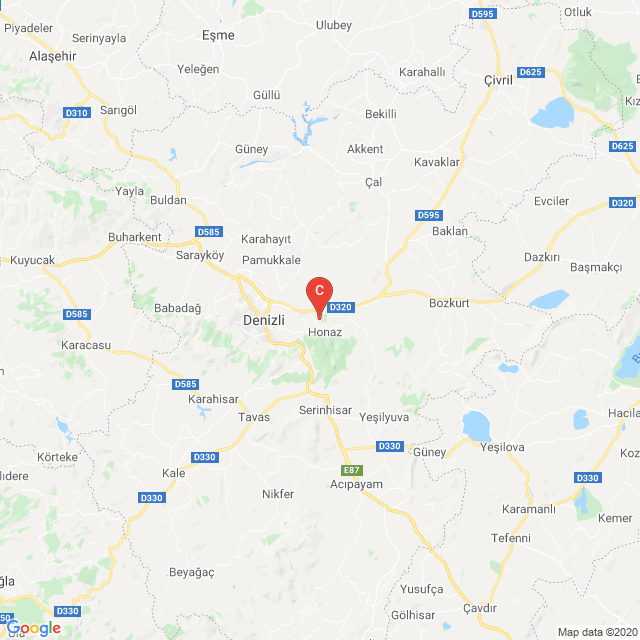 D595
Otluk
Piyadeler
Ulubey
Eşme
Serinyayla
Alaşehir
Yeleğen
Karahallı
D625
Çivril
Güllü
D310
Sarıgöl
Bekilli
D625
Güney
Akkent
Kavaklar
Yayla
Çal
Buldan
Evciler
D320
D595
D585
Baklan
Buharkent
Karahayıt
Sarayköy
Pamukkale
Dazkırı
Kuyucak
Başmakçı
C
Babadağ
D320
Bozkurt
D585
Denizli
Honaz
Karacasu
D585
Karahisar
Serinhisar
Tavas
Yeşilyuva
Hacıla
D330
Güney
Yeşilova
Körteke
D330
Koz
E87
Kale
Acıpayam
D330
lıdere
D330
Nikfer
Karamanlı
Kemer
Tefenni
Beyağaç
ğla
Yusufça
D330
Çavdır
Gölhisar
50
Ula
Google
Map data ©2020